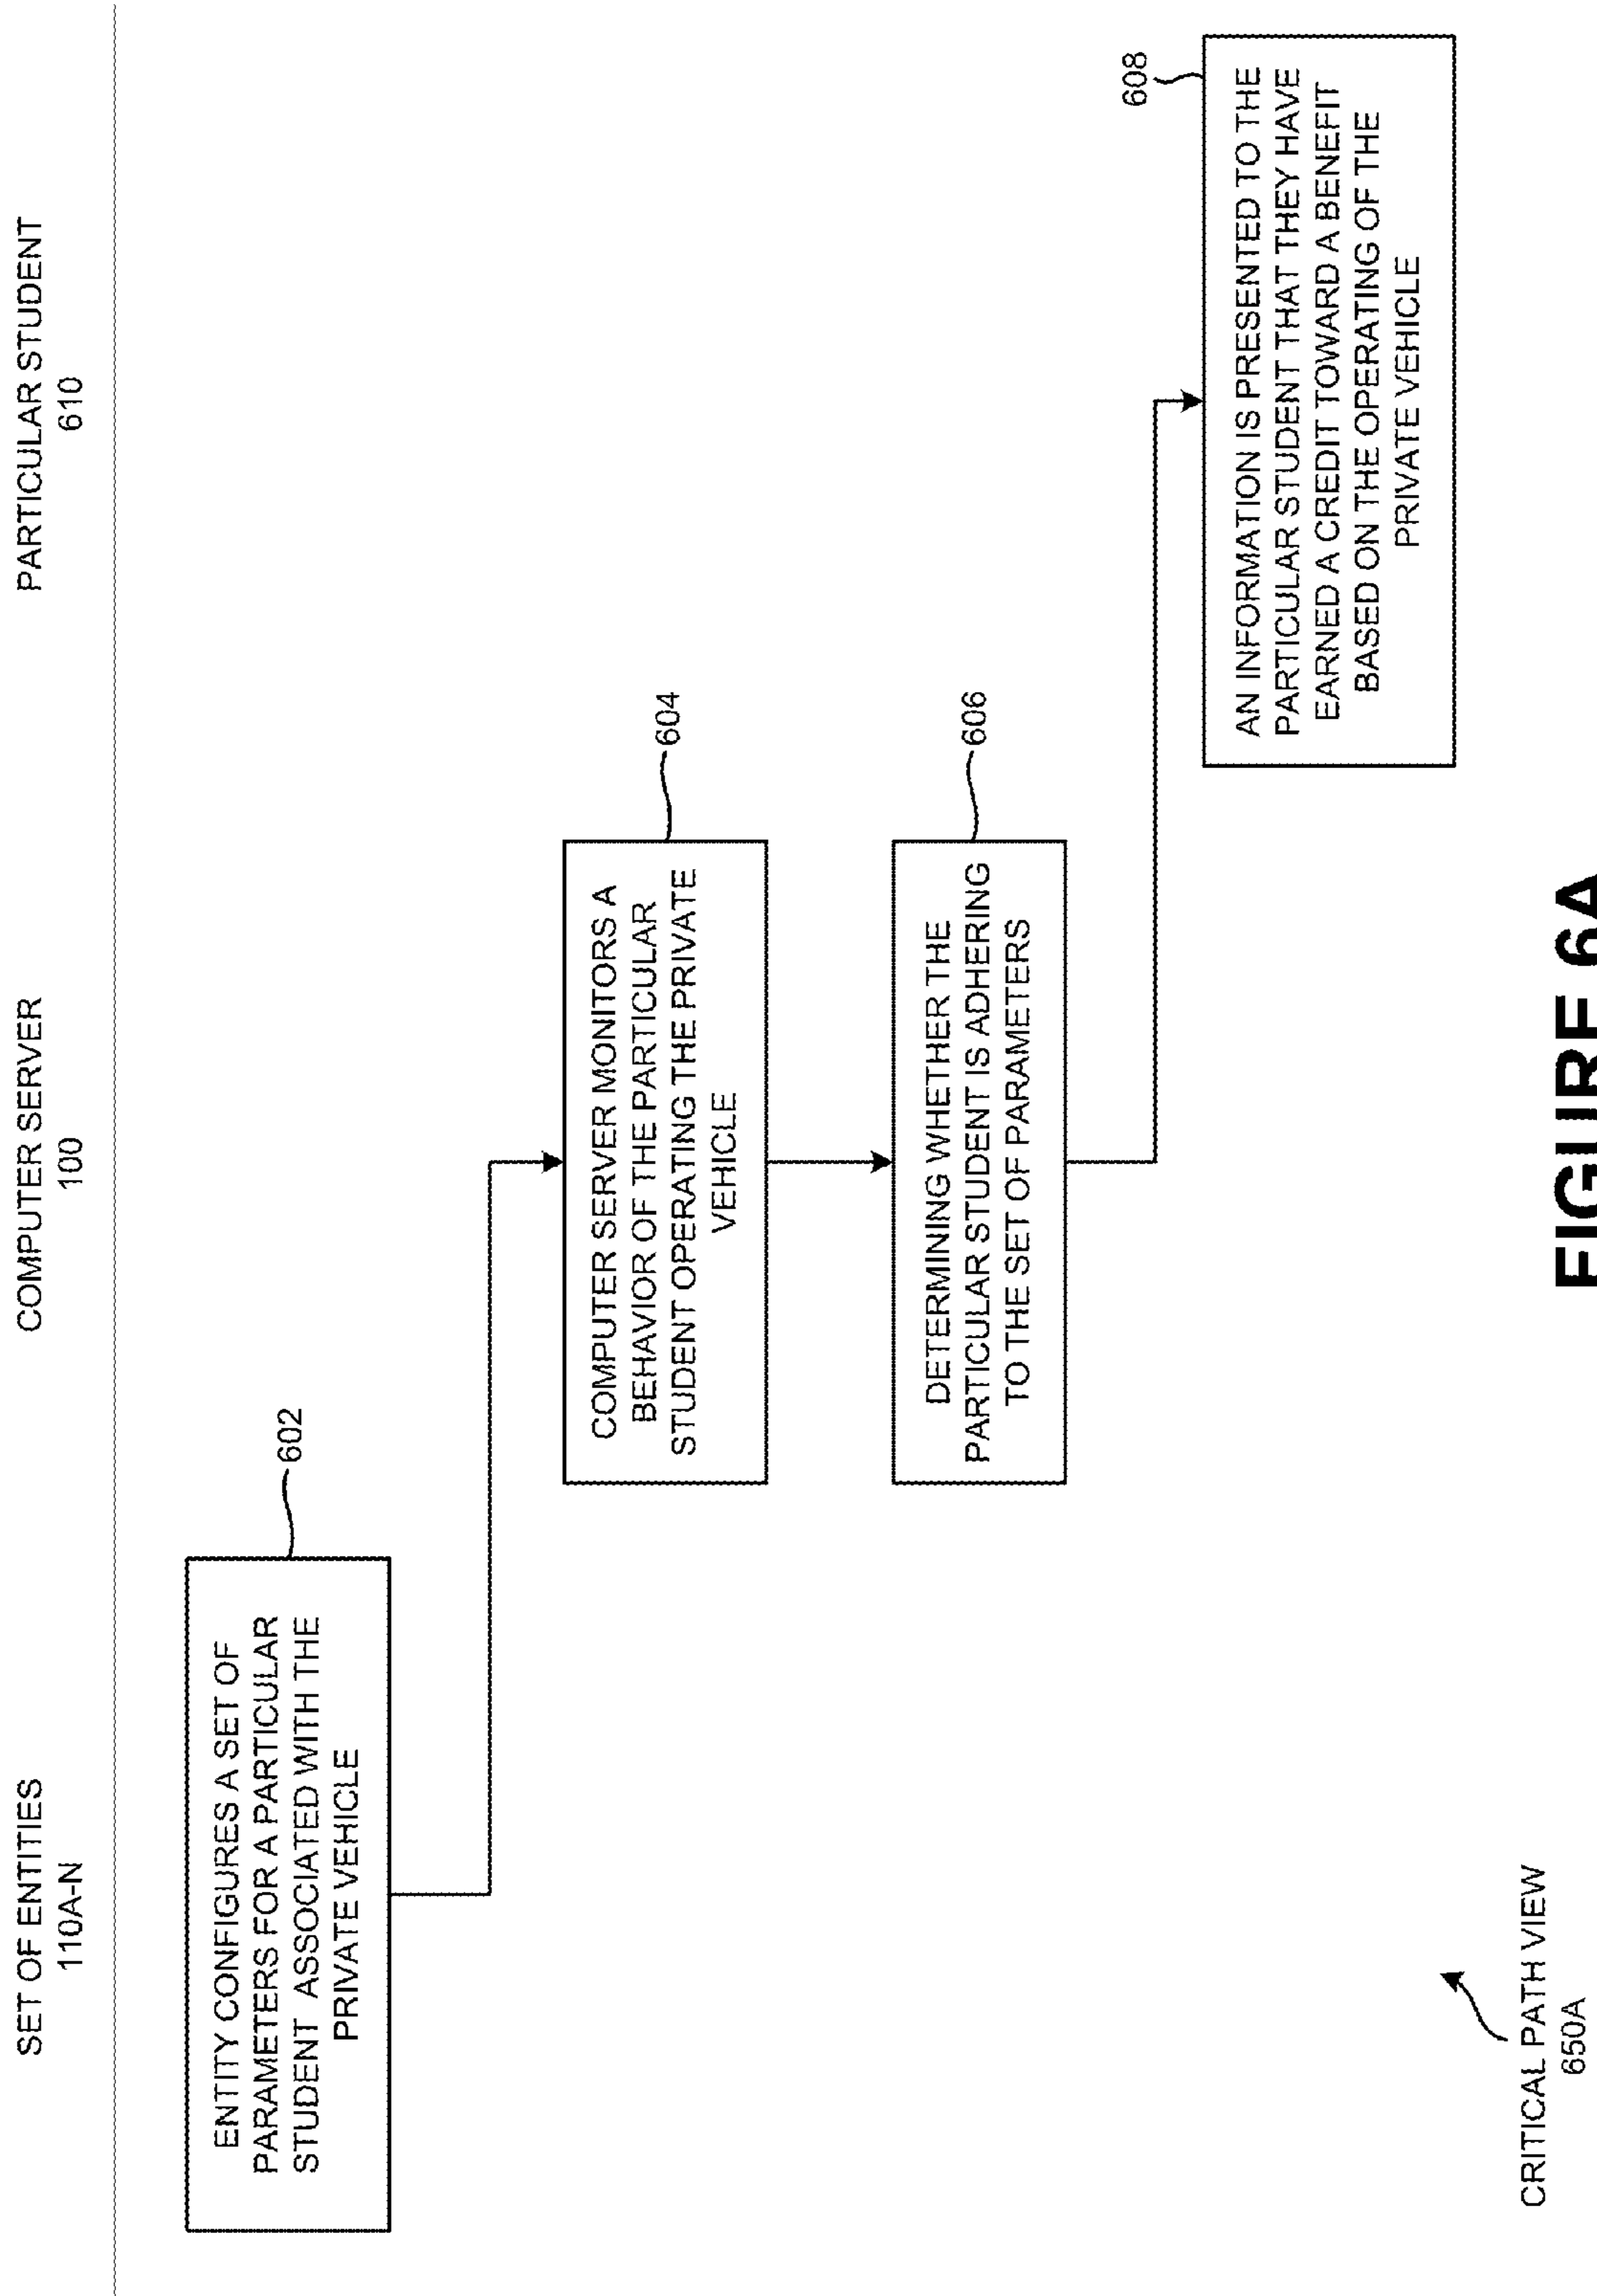 SET OF ENTITIES
110A-N
COMPUTER SERVER
100
PARTICULAR STUDENT
610
602
ENTITY CONFIGURES A SET OF
PARAMETERS FOR A PARTICULAR
STUDENT ASSOCIATED WITH THE
PRIVATE VEHICLE
604
COMPUTER SERVER MONITORS A
BEHAVIOR OF THE PARTICULAR
STUDENT OPERATING THE PRIVATE
VEHICLE
606
DETERMINING WHETHER THE
PARTICULAR STUDENT IS ADHERING
TO THE SET OF PARAMETERS
608
AN INFORMATION IS PRESENTED TO THE
PARTICULAR STUDENT THAT THEY HAVE
EARNED A CREDIT TOWARD A BENEFIT
BASED ON THE OPERATING OF THE
PRIVATE VEHICLE
CRITICAL PATH VIEW
650A
FIGURE 6A